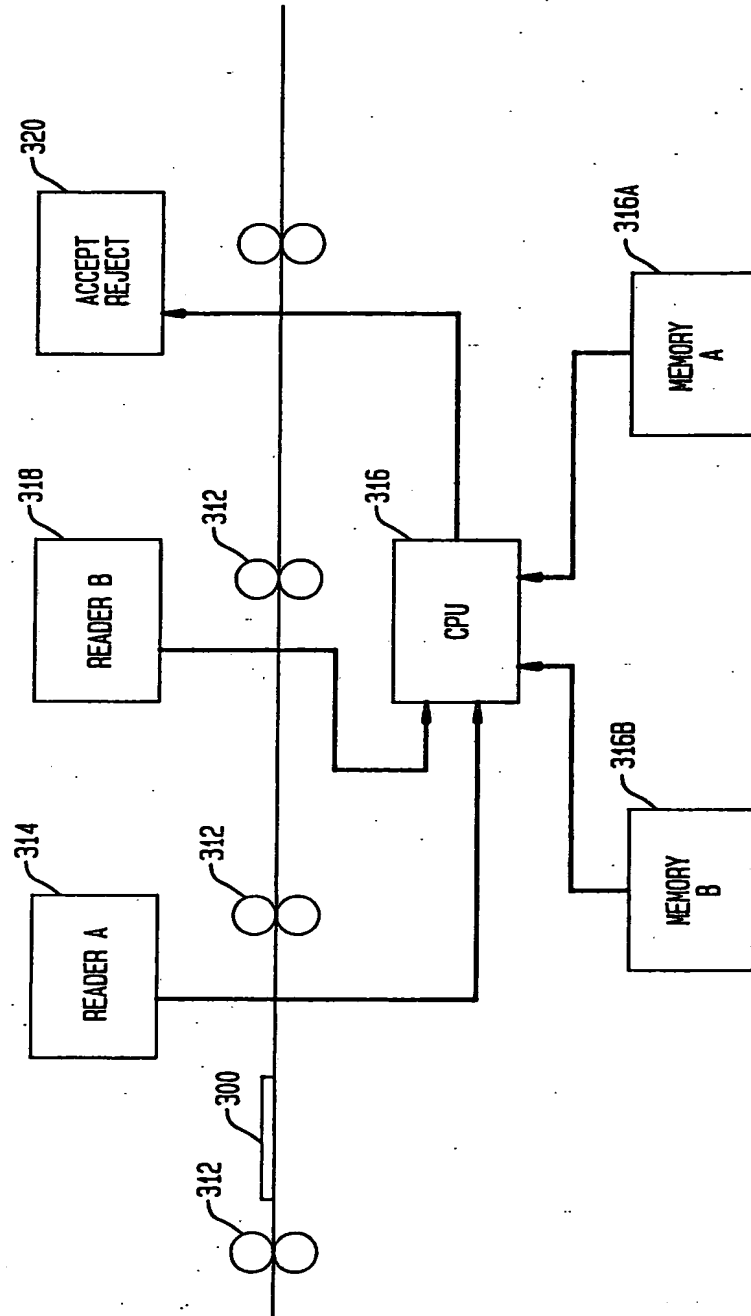 314
READER A
318
READER B
320
ACCEPT
REJECT
312
300
312
312
316
CPU
316B
MEMORY
B
316A
MEMORY
A